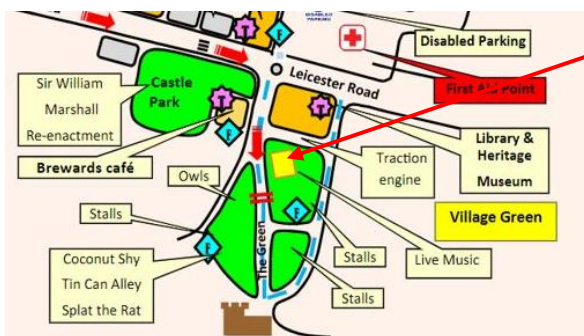 DISABLED
PARKING
Disabled Parking
Sir William
Marshall
Re-enactment
Castle
Park
T
F
Leicester Road
First Aid Point
Brewards café
T
F
T
Library &
Heritage
Museum
Traction
engine
Owls
Stalls
Village Green
F
The Green
Coconut Shy
Tin Can Alley
Splat the Rat
F
Stalls
Live Music
Stalls